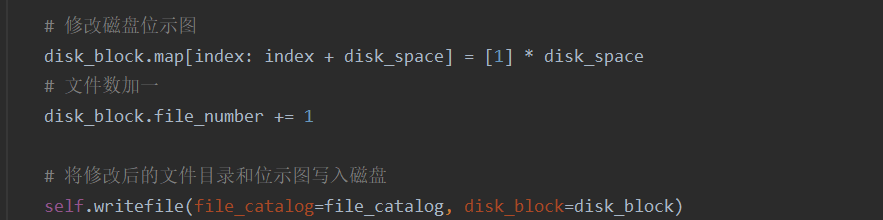 # 修改磁盘位示图
disk_block.map[index: index + disk_space] = [1] * disk_space
# 文件数加一
disk_block.file_number += 1
# 将修改后的文件目录和位示图写入磁盘
self.writefile(file_catalog=file_catalog, disk_block=disk_block)